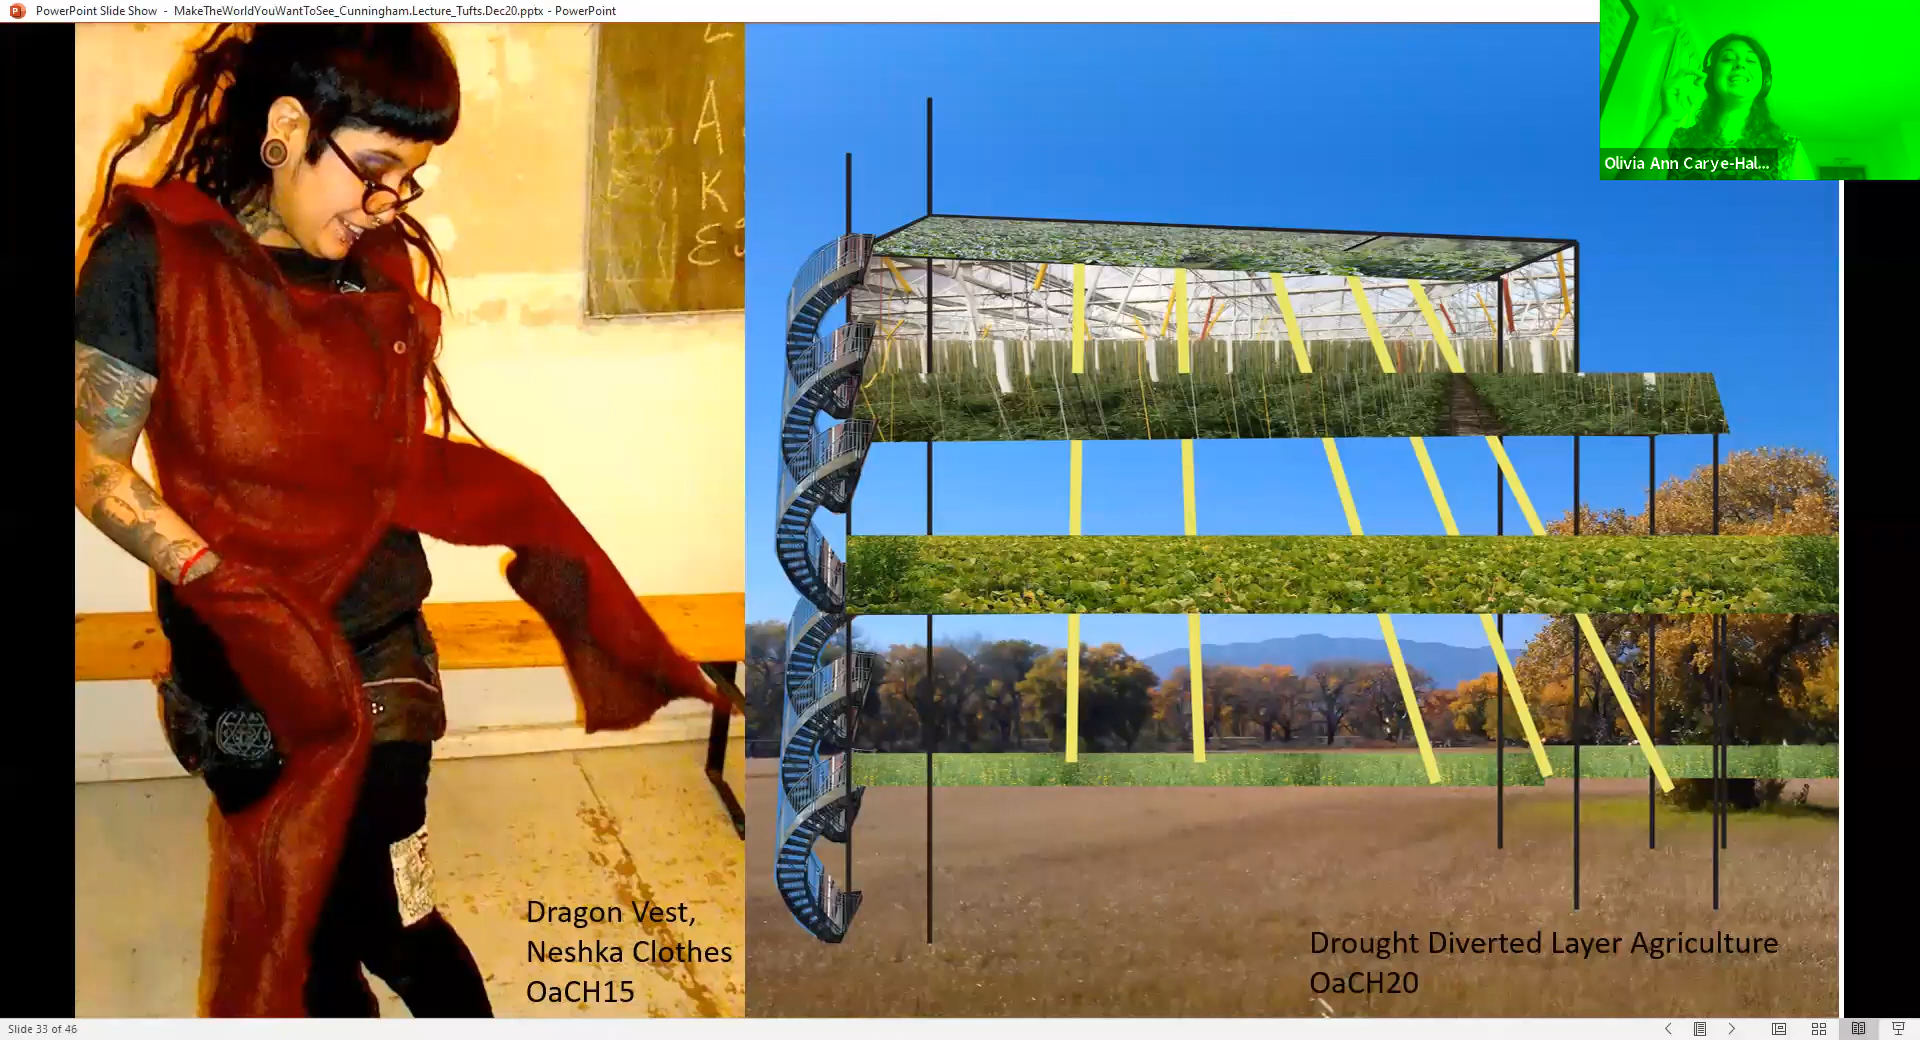 PowerPoint Slide Show - MakeTheWorldYouWantToSee_Cunningham.Lecture_Tufts.Dec20.pptx - PowerPoint
Olivia Ann Carye-Hal...
A
K
Dragon Vest,
Neshka Clothes
OaCH15
Drought Diverted Layer Agriculture
OaCH20
Slide 33 of 46